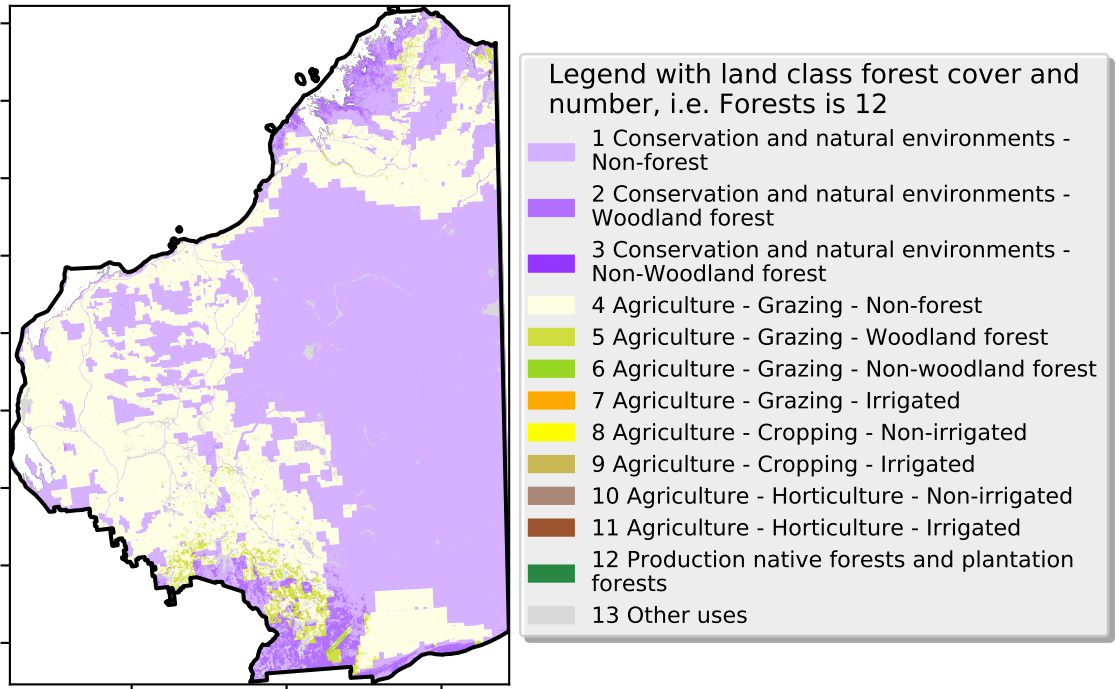 Legend with land class forest cover and
number, i.e. Forests is 12
1 Conservation and natural environments -
Non-forest
2 Conservation and natural environments -
Woodland forest
3 Conservation and natural environments -
Non-Woodland forest
4 Agriculture - Grazing - Non-forest
5 Agriculture - Grazing - Woodland forest
6 Agriculture - Grazing - Non-woodland forest
7 Agriculture - Grazing - Irrigated
8 Agriculture - Cropping - Non-irrigated
9 Agriculture - Cropping - Irrigated
10 Agriculture - Horticulture - Non-irrigated
11 Agriculture - Horticulture - Irrigated
12 Production native forests and plantation
forests
13 Other uses